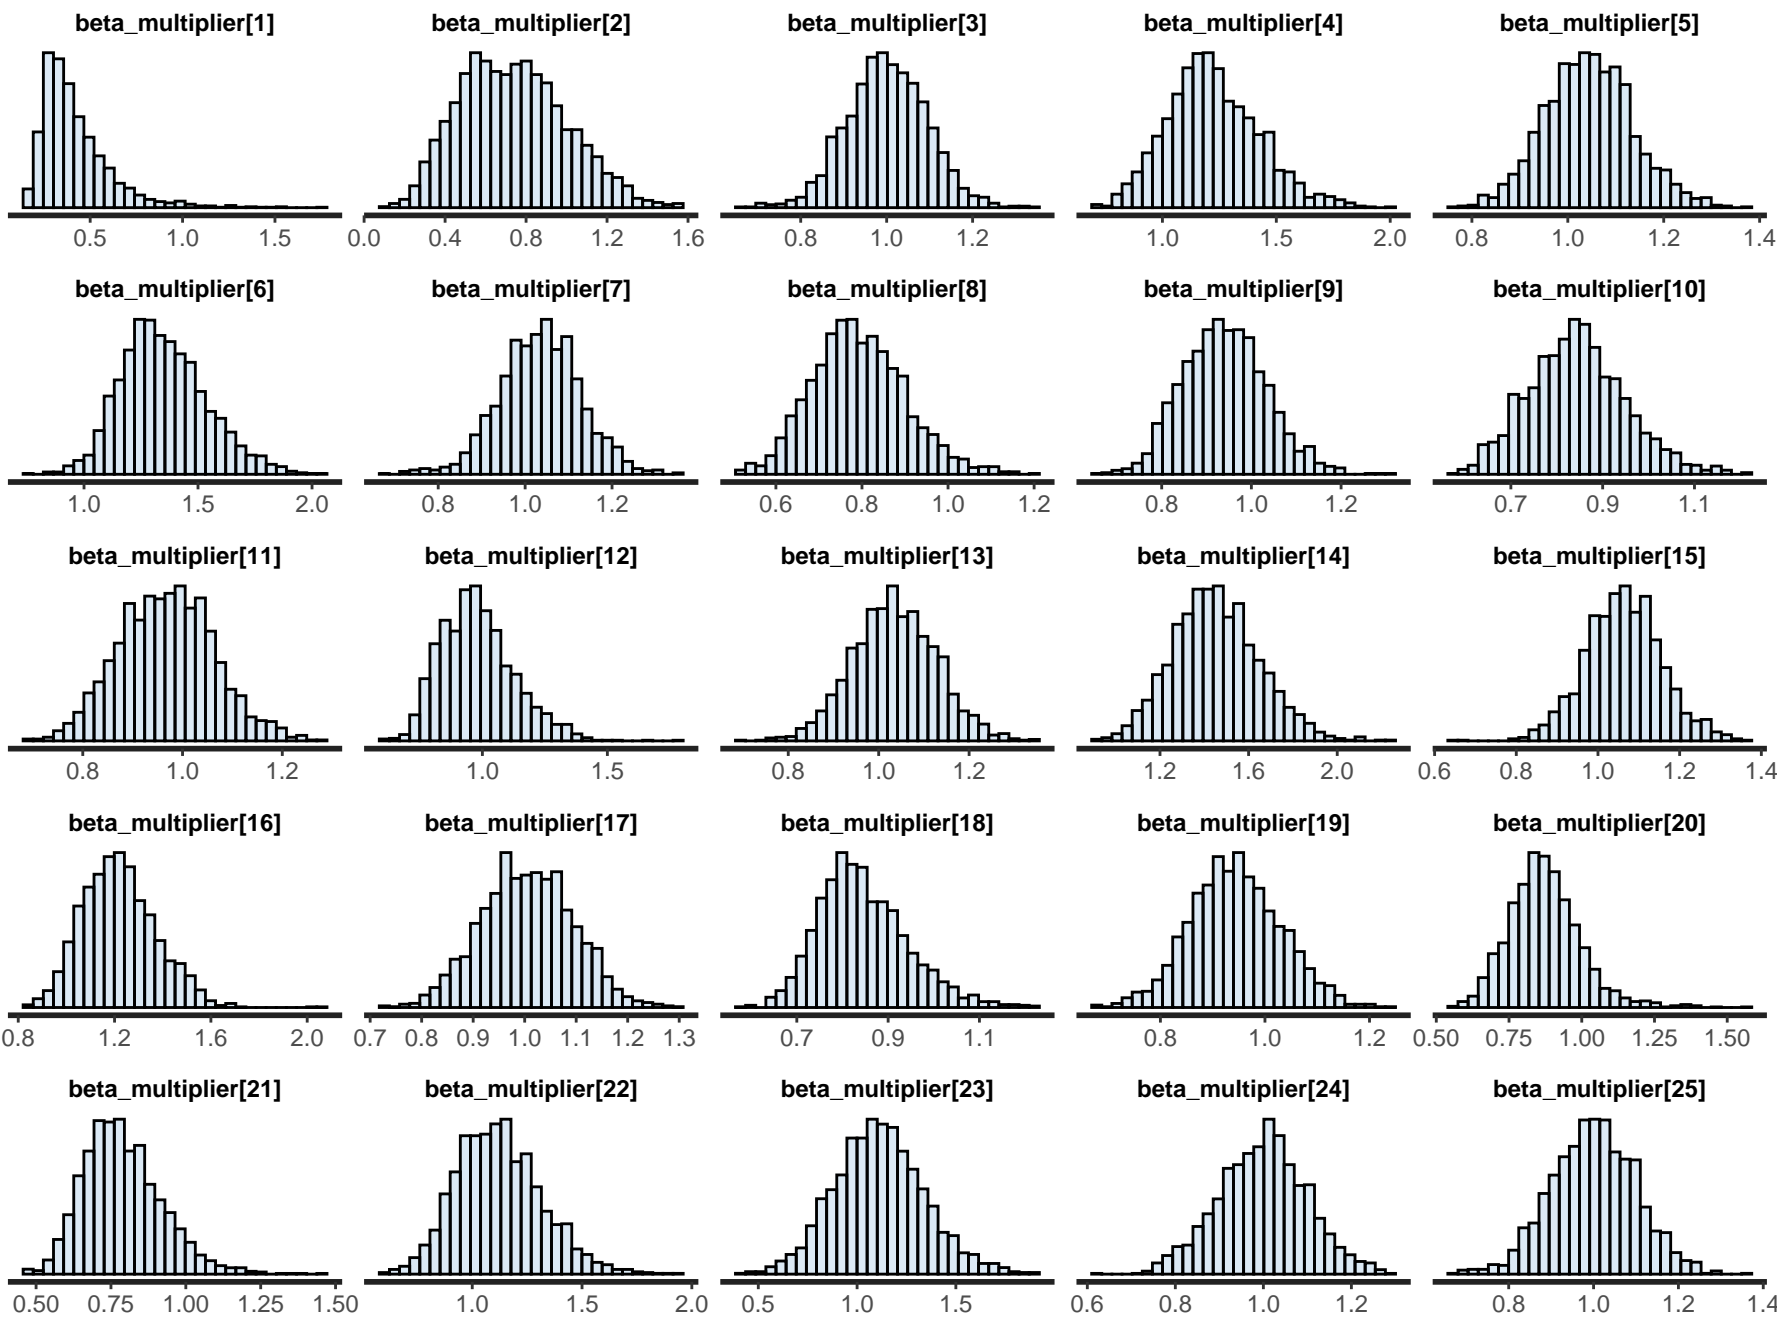 beta_multiplier[1] beta_multiplier[2] beta_multiplier[3] beta_multiplier[4] beta_multiplier[5]
0.5 1.0 1.5 0.0 0.4 0.8 1.2 1.6 0.8 1.0 1.2 1.0 1.5 2.0 0.8 1.0 1.2 1.4
beta_multiplier[6] beta_multiplier[7] beta_multiplier[8] beta_multiplier[9] beta_multiplier[10]
1.0 1.5 2.0 0.8 1.0 1.2 0.6 0.8 1.0 1.2 0.8 1.0 1.2 0.7 0.9 1.1
beta_multiplier[11] beta_multiplier[12] beta_multiplier[13] beta_multiplier[14] beta_multiplier[15]
0.8 1.0 1.2 1.0 1.5 0.8 1.0 1.2 1.2 1.6 2.0 0.6 0.8 1.0 1.2 1.4
beta_multiplier[16] beta_multiplier[17] beta_multiplier[18] beta_multiplier[19] beta_multiplier[20]
0.8 1.2 1.6 2.0 0.7 0.8 0.9 1.0 1.1 1.2 1.3 0.7 0.9 1.1 0.8 1.0 1.2 0.50 0.75 1.00 1.25 1.50
beta_multiplier[21] beta_multiplier[22] beta_multiplier[23] beta_multiplier[24] beta_multiplier[25]
0.50 0.75 1.00 1.25 1.50 1.0 1.5 2.0 0.5 1.0 1.5 0.6 0.8 1.0 1.2 0.8 1.0 1.2 1.4